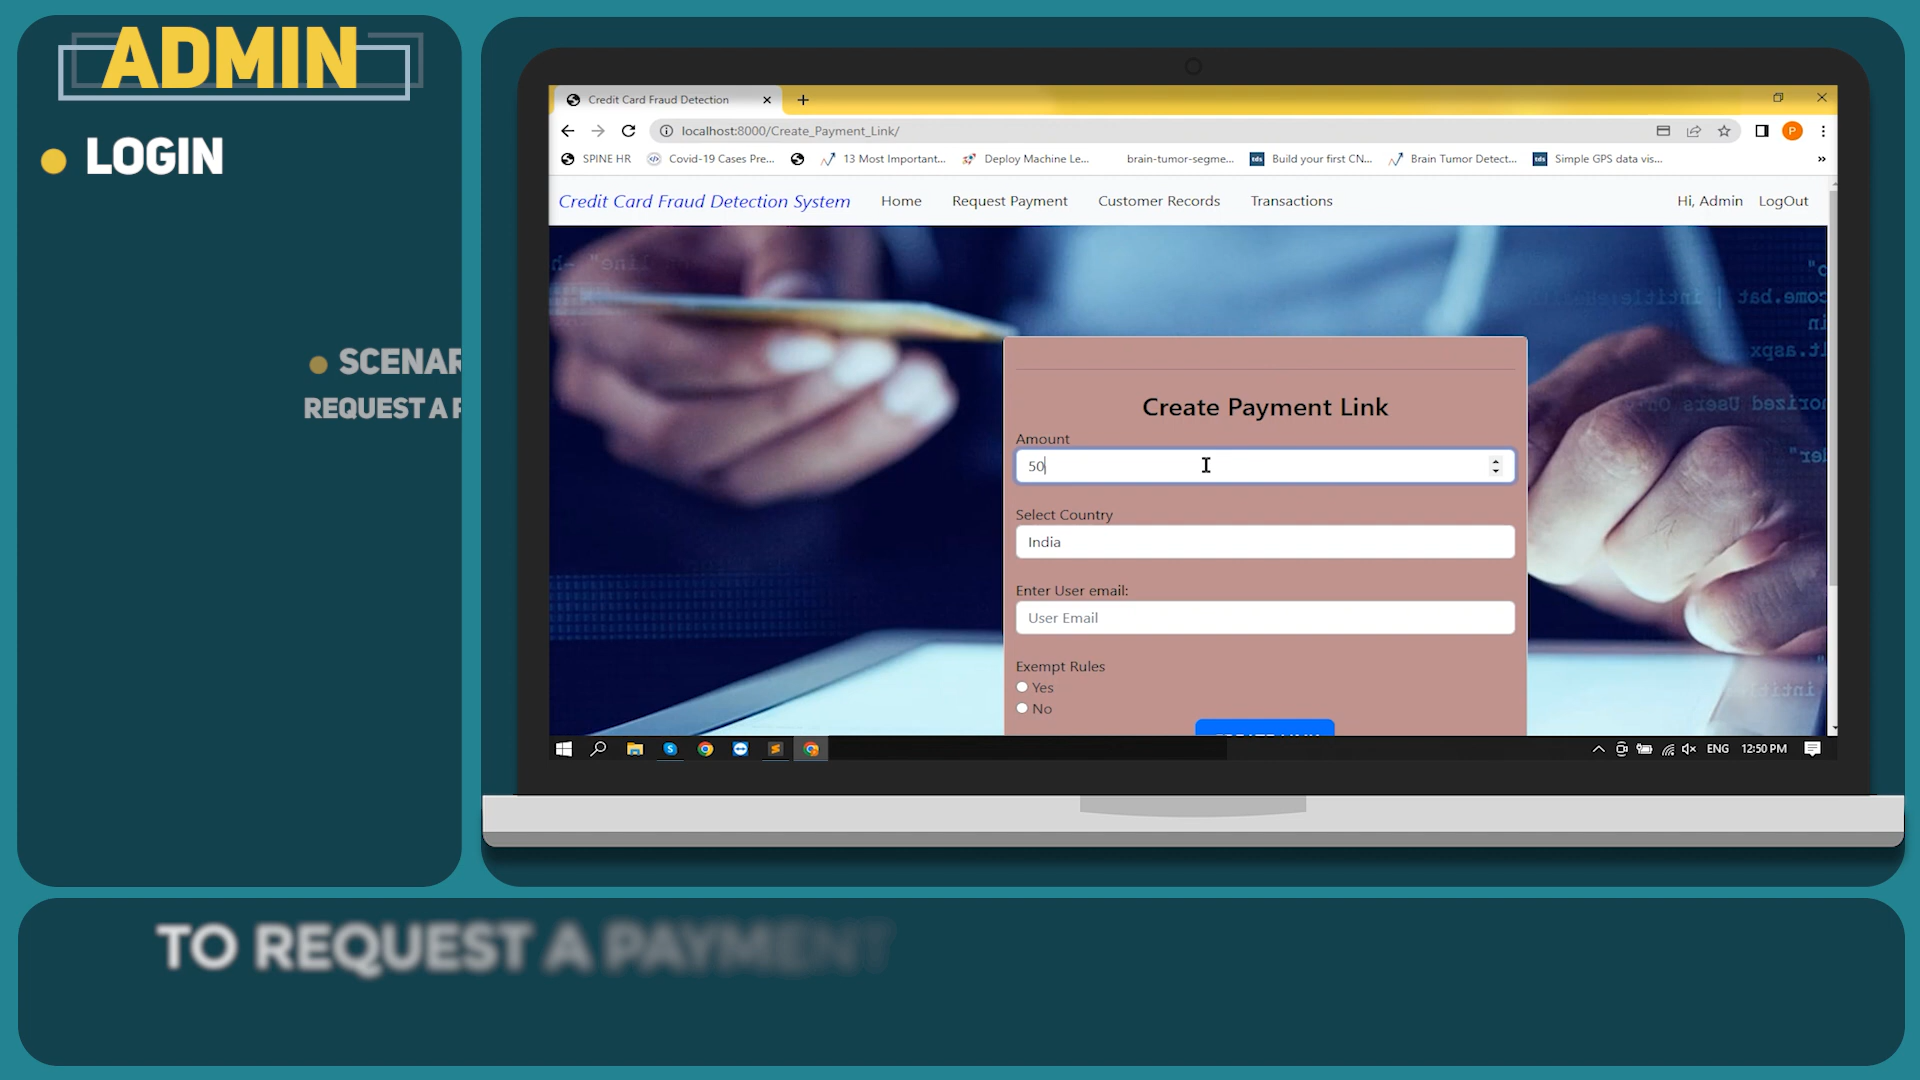 ADMIN
LOGIN
SCENAR
REQUEST A
Credit Card Fraud Detection
localhost:8000/Create_Payment_Link/
SPINE HR
Covid-19 Cases Pre...
13 Most Important...
Deploy Machine Le...
brain-tumor-segme...
Build your first CN...
Brain Tumor Detect...
Simple GPS data vis...
»
Credit Card Fraud Detection System
Home
Request Payment
Customer Records
Transactions
Hi, Admin
LogOut
Create Payment Link
Amount
50
Select Country
India
Enter User email:
User Email
Exempt Rules
Yes
No
ENG
12:50 PM
TO REQUEST A PAYMENT